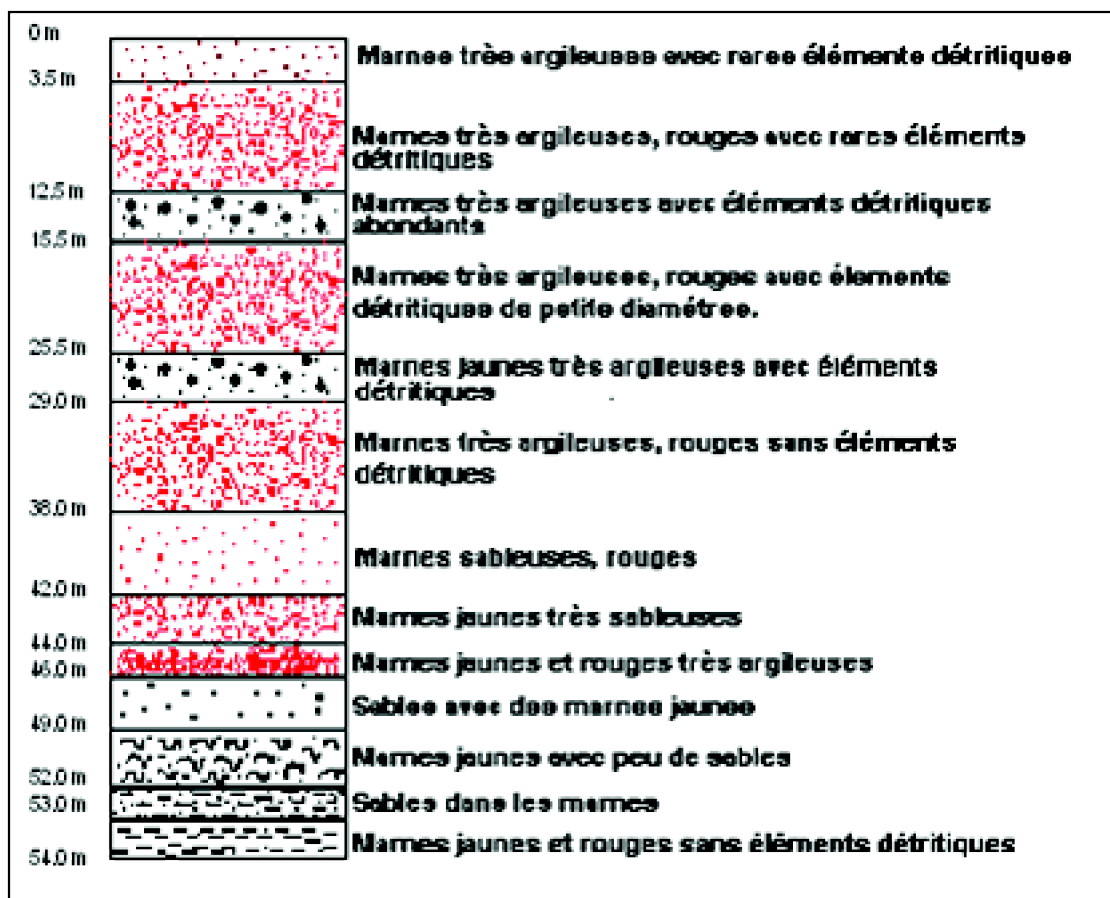 0 m
Marnes très argileuses avec rares éléments détritiques
3.5 m
Marnes très argileuses, rouges avec rares éléments
détritiques
12.5 m
Marnes très argileuses avec éléments détritiques
abondants
15.5 m
Marnes très argileuses, rouges avec élements
détritiques de petite diamétres.
25.5 m
Marnes jaunes très argileuses avec éléments
détritiques
29.0 m
Marnes très argileuses, rouges sans éléments
détritiques
38.0 m
Marnes sableuses, rouges
42.0 m
Marnes jaunes très sableuses
44.0 m
Marnes jaunes et rouges très argileuses
46.0 m
Sables avec des marnes jaunes
49.0 m
Marnes jaunes avec peu de sables
52.0 m
53.0 m
Sables dans les marnes
Marnes jaunes et rouges sans éléments détritiques
54.0 m